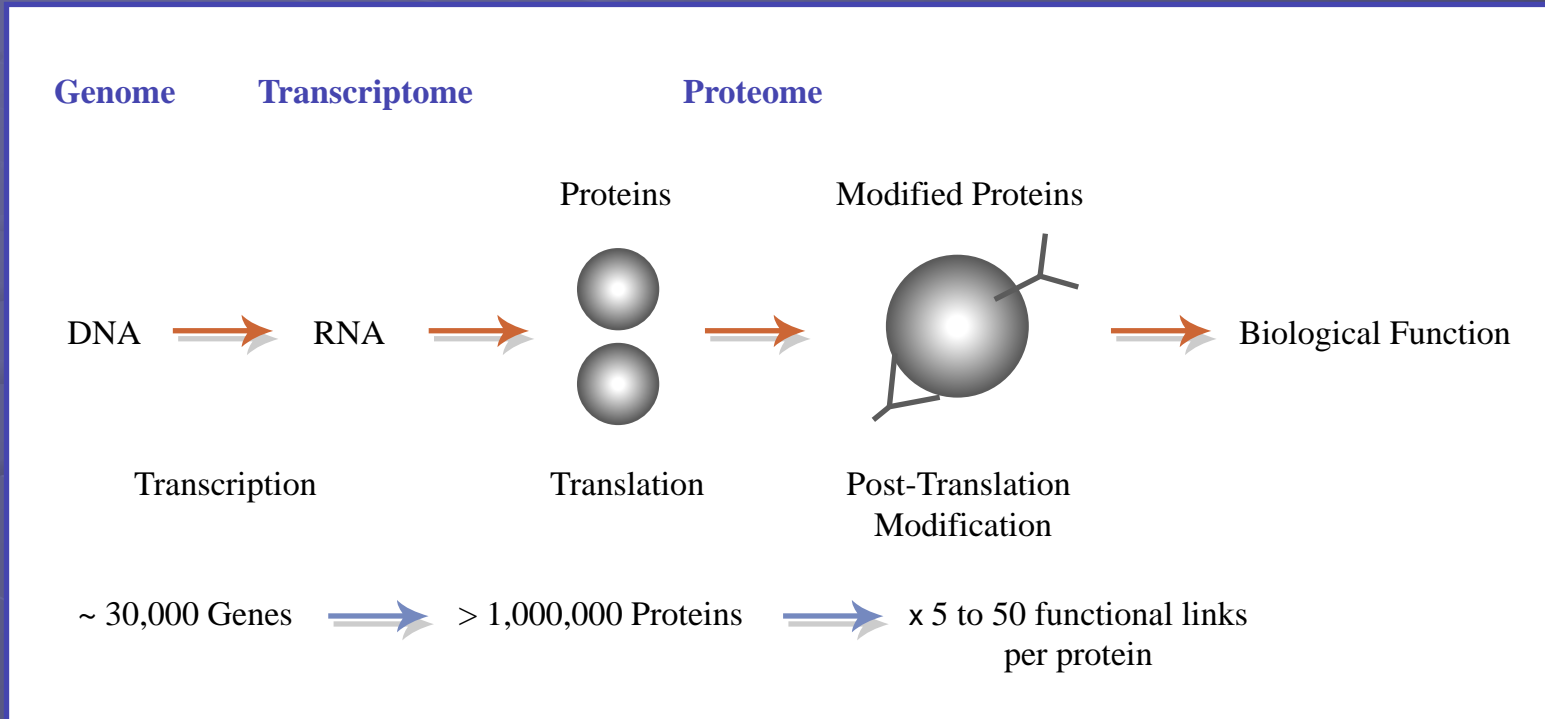 Genome Transcriptome Proteome
Proteins Modified Proteins
DNA RNA Biological Function
Transcription Translation Post-Translation
Modification
~ 30,000 Genes > 1,000,000 Proteins x 5 to 50 functional links
per protein